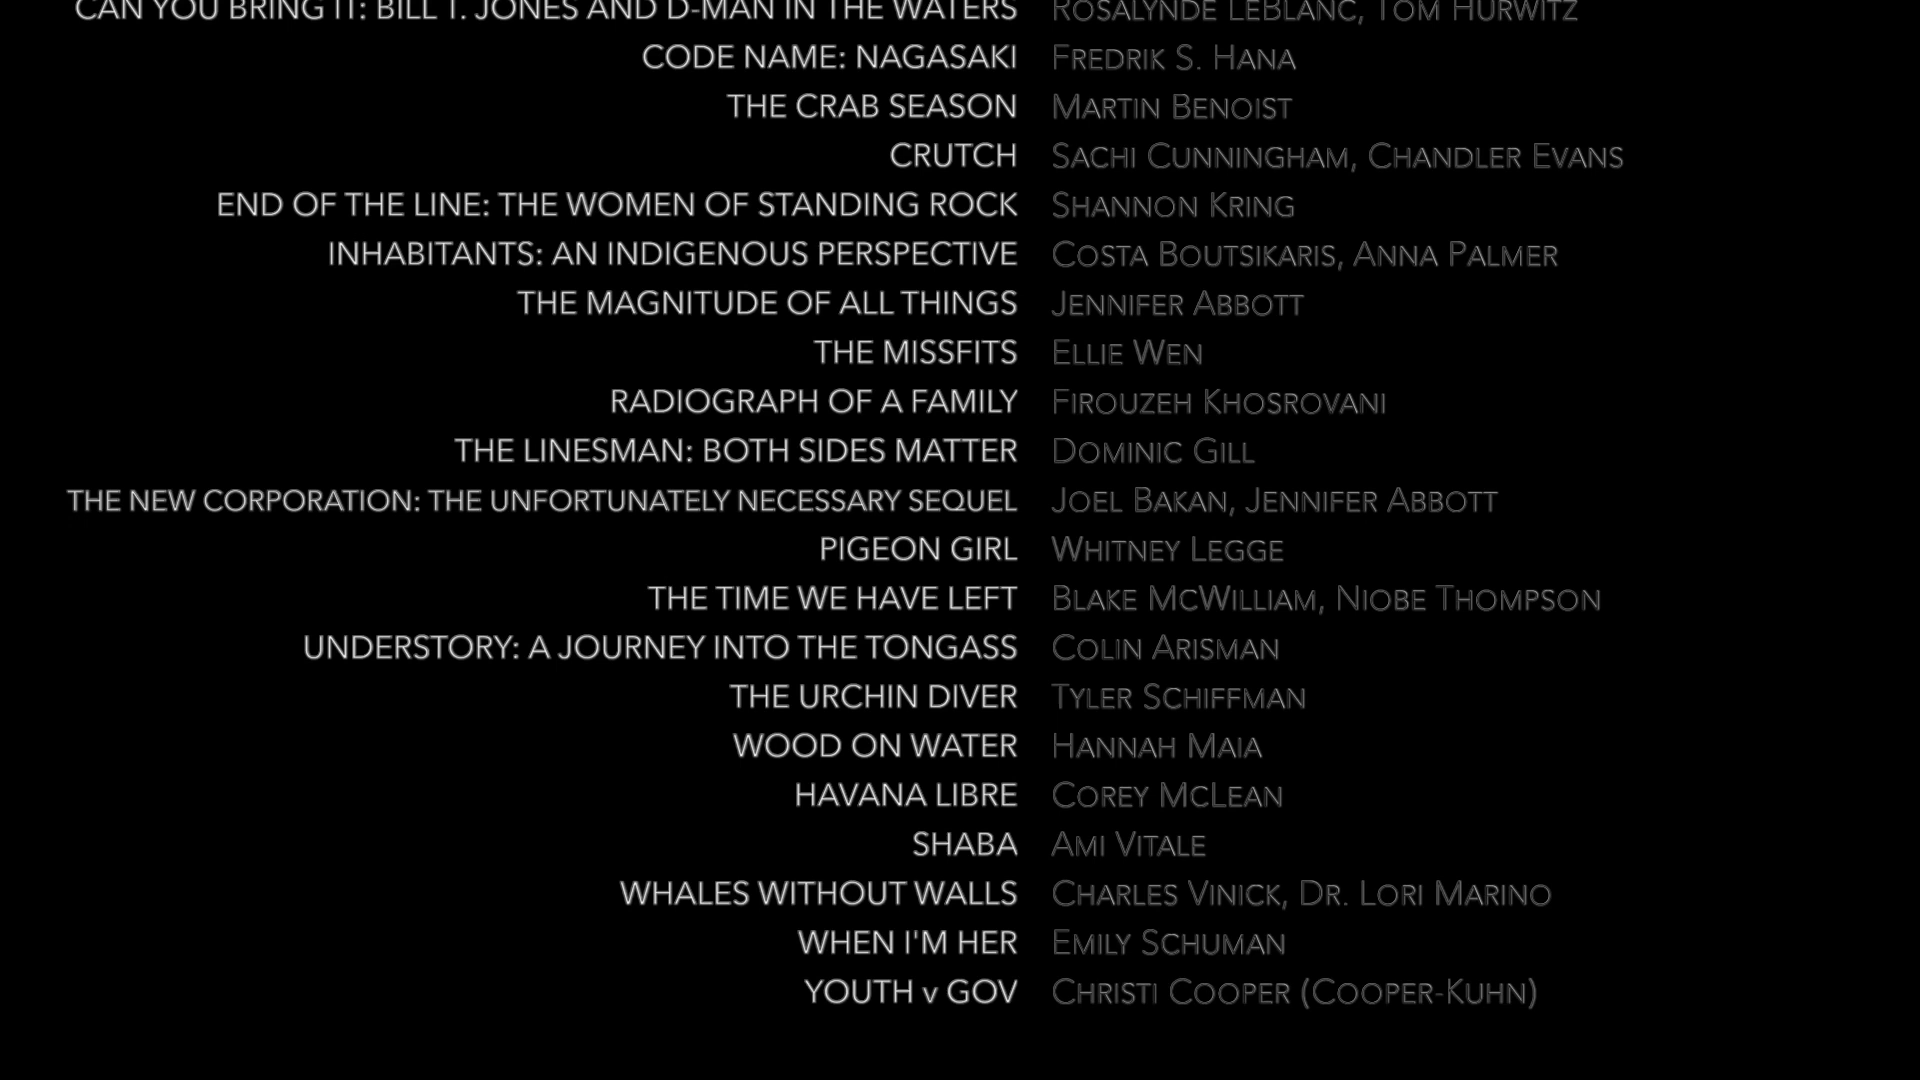 CAN YOU BRING IT: BILL T. JONES AND D-MAN IN THE WATERS Rosalynde LeBlanc, Tom Hurwitz
CODE NAME: NAGASAKI Fredrik S. Hana
THE CRAB SEASON Martin Benoist
CRUTCH Sachi Cunningham, Chandler Evans
END OF THE LINE: THE WOMEN OF STANDING ROCK Shannon Kring
INHABITANTS: AN INDIGENOUS PERSPECTIVE Costa Boutsikaris, Anna Palmer
THE MAGNITUDE OF ALL THINGS Jennifer Abbott
THE MISSFITS Ellie Wen
RADIOGRAPH OF A FAMILY Firouzeh Khosrovani
THE LINESMAN: BOTH SIDES MATTER Dominic Gill
THE NEW CORPORATION: THE UNFORTUNATELY NECESSARY SEQUEL Joel Bakan, Jennifer Abbott
PIGEON GIRL Whitney Legge
THE TIME WE HAVE LEFT Blake McWilliam, Niobe Thompson
UNDERSTORY: A JOURNEY INTO THE TONGASS Colin Arisman
THE URCHIN DIVER Tyler Schiffman
WOOD ON WATER Hannah Maia
HAVANA LIBRE Corey McLean
SHABA Ami Vitale
WHALES WITHOUT WALLS Charles Vinick, Dr. Lori Marino
WHEN I'M HER Emily Schuman
YOUTH v GOV Christi Cooper (Cooper-Kuhn)